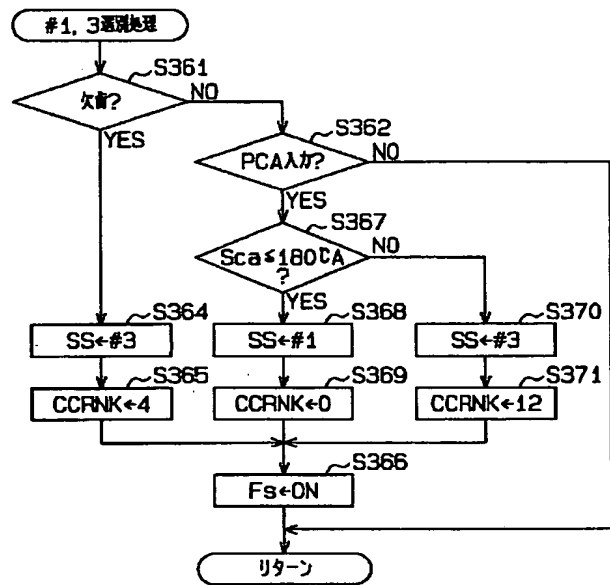 #1, 3選別処理
S361
欠歯?
NO
YES
S362
PCA入力?
NO
YES
S367
Sca≦180℃A
?
NO
YES
S364
SS←#3
S368
SS←#1
S370
SS←#3
S365
CCRNK←4
S369
CCRNK←0
S371
CCRNK←12
S366
Fs←ON
リターン